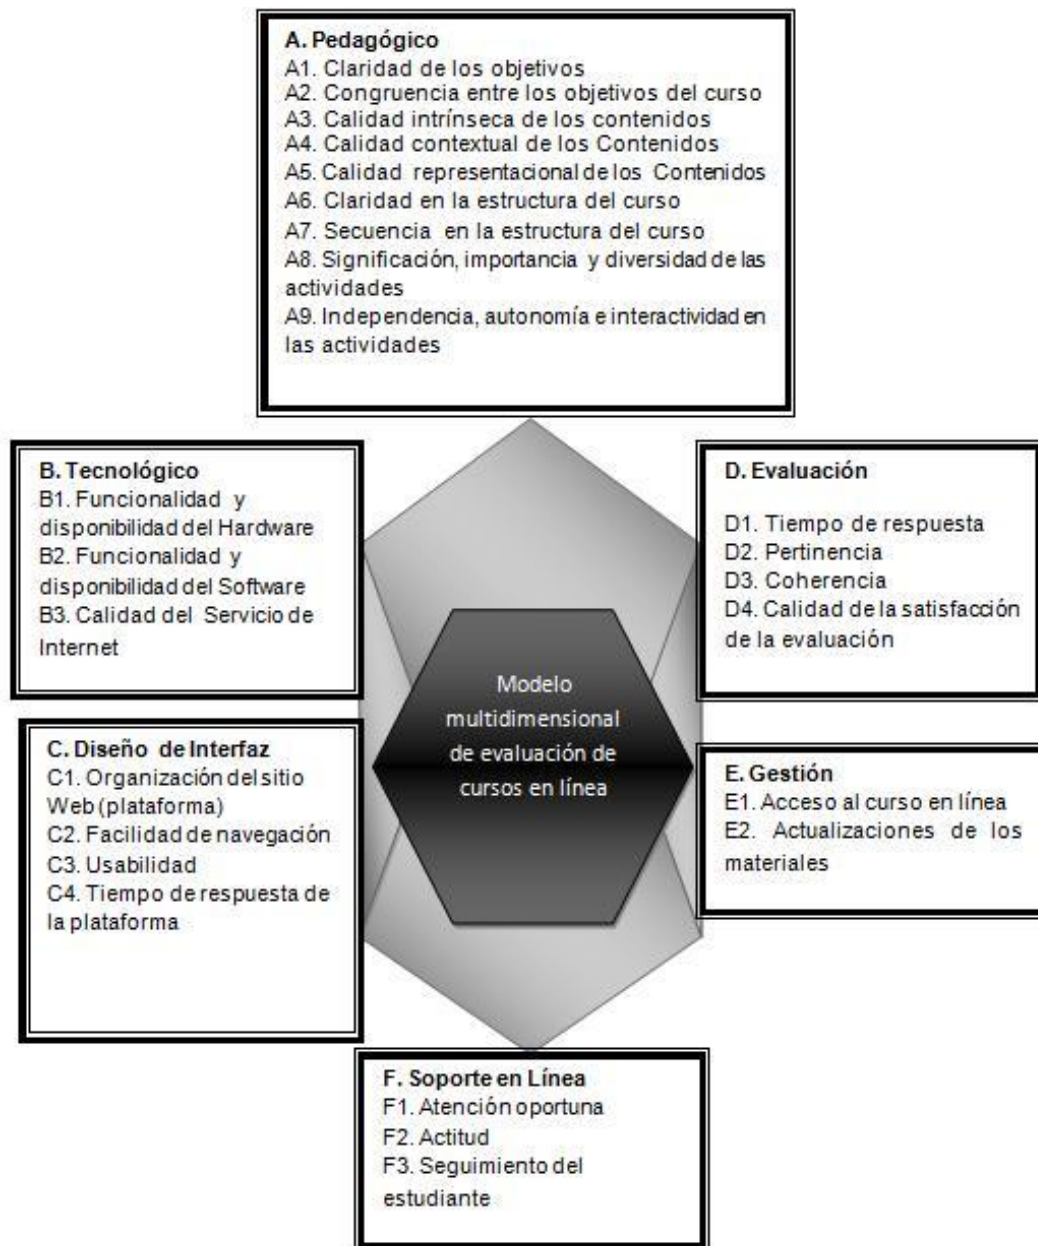 A. Pedagógico
A1. Claridad de los objetivos
A2. Congruencia entre los objetivos del curso
A3. Calidad intrínseca de los contenidos
A4. Calidad contextual de los Contenidos
A5. Calidad representacional de los Contenidos
A6. Claridad en la estructura del curso
A7. Secuencia en la estructura del curso
A8. Significación, importancia y diversidad de las
actividades
A9. Independencia, autonomía e interactividad en
las actividades
B. Tecnológico
B1. Funcionalidad y
disponibilidad del Hardware
B2. Funcionalidad y
disponibilidad del Software
B3. Calidad del Servicio de
Internet
D. Evaluación
D1. Tiempo de respuesta
D2. Pertinencia
D3. Coherencia
D4. Calidad de la satisfacción
de la evaluación
Modelo
multidimensional
de evaluación de
cursos en línea
C. Diseño de Interfaz
C1. Organización del sitio
Web (plataforma)
C2. Facilidad de navegación
C3. Usabilidad
C4. Tiempo de respuesta de
la plataforma
E. Gestión
E1. Acceso al curso en línea
E2. Actualizaciones de los
materiales
F. Soporte en Línea
F1. Atención oportuna
F2. Actitud
F3. Seguimiento del
estudiante